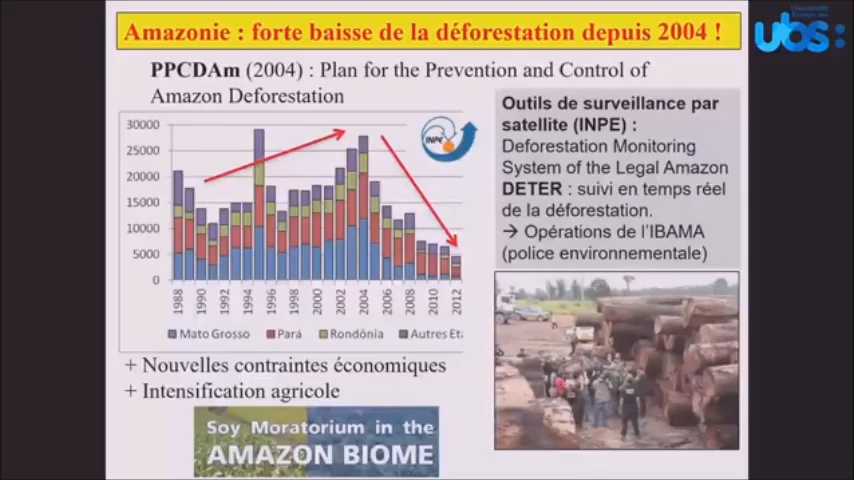 Amazonie : forte baisse de la déforestation depuis 2004 !
ubs:
PPCDAm (2004) : Plan for the Prevention and Control of
Amazon Deforestation
30000
25000
20000
15000
10000
5000
0
1988
1990
1992
1994
1996
1998
2000
2002
2004
2006
2008
2010
2012
INPE
Mato Grosso
Pará
Rondônia
Autres Eta
Outils de surveillance par
satellite (INPE) :
Deforestation Monitoring
System of the Legal Amazon
DETER : suivi en temps réel
de la déforestation.
→ Opérations de l'IBAMA
(police environnementale)
+ Nouvelles contraintes économiques
+ Intensification agricole
Soy Moratorium in the
AMAZON BIOME